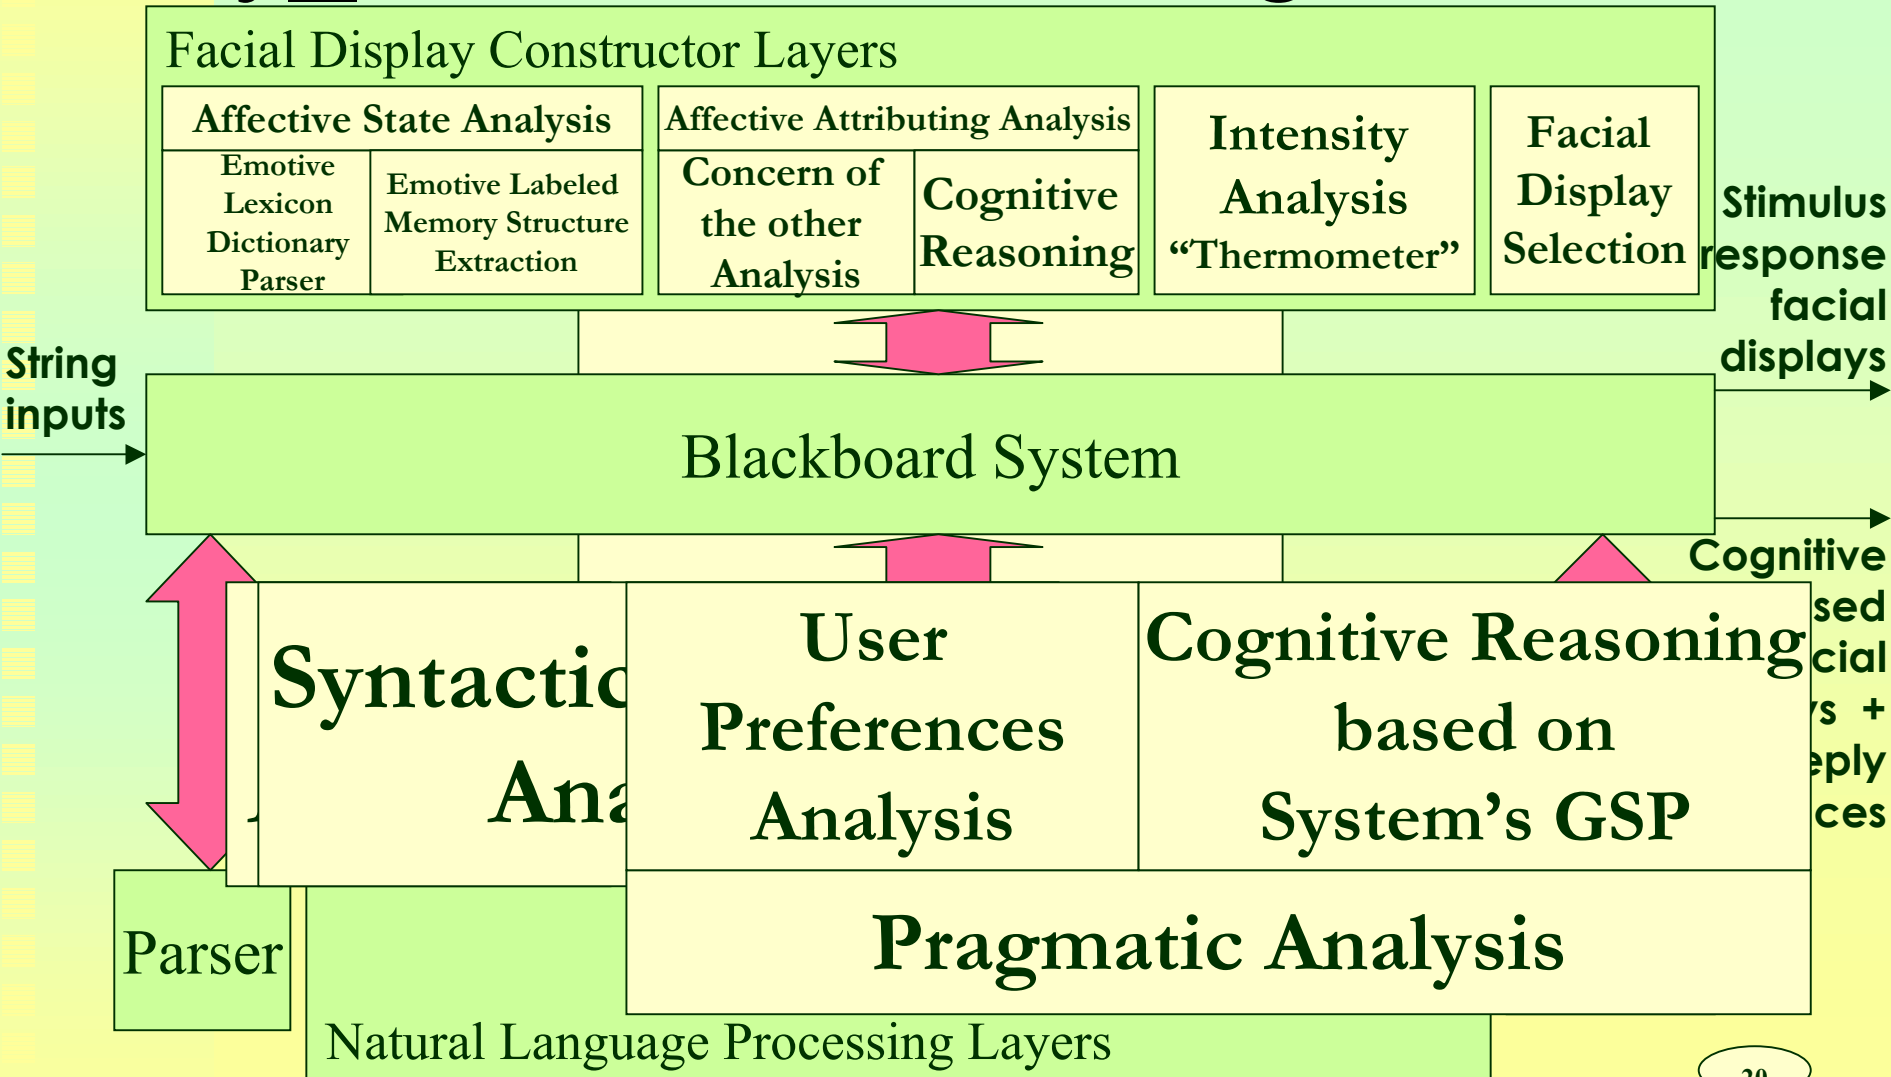 Facial Display Constructor Layers
Affective State Analysis
Emotive
Lexicon
Dictionary
Parser
Emotive Labeled
Memory Structure
Extraction
Affective Attributing Analysis
Concern of
the other
Analysis
Cognitive
Reasoning
Intensity
Analysis
“Thermometer”
Facial
Display
Selection
Stimulus
response
facial
displays
String
inputs
Blackboard System
Cognitive
Syntactic
User
Preferences
Analysis
Cognitive Reasoning
based on
System’s GSP
+
Pragmatic Analysis
Parser
Natural Language Processing Layers